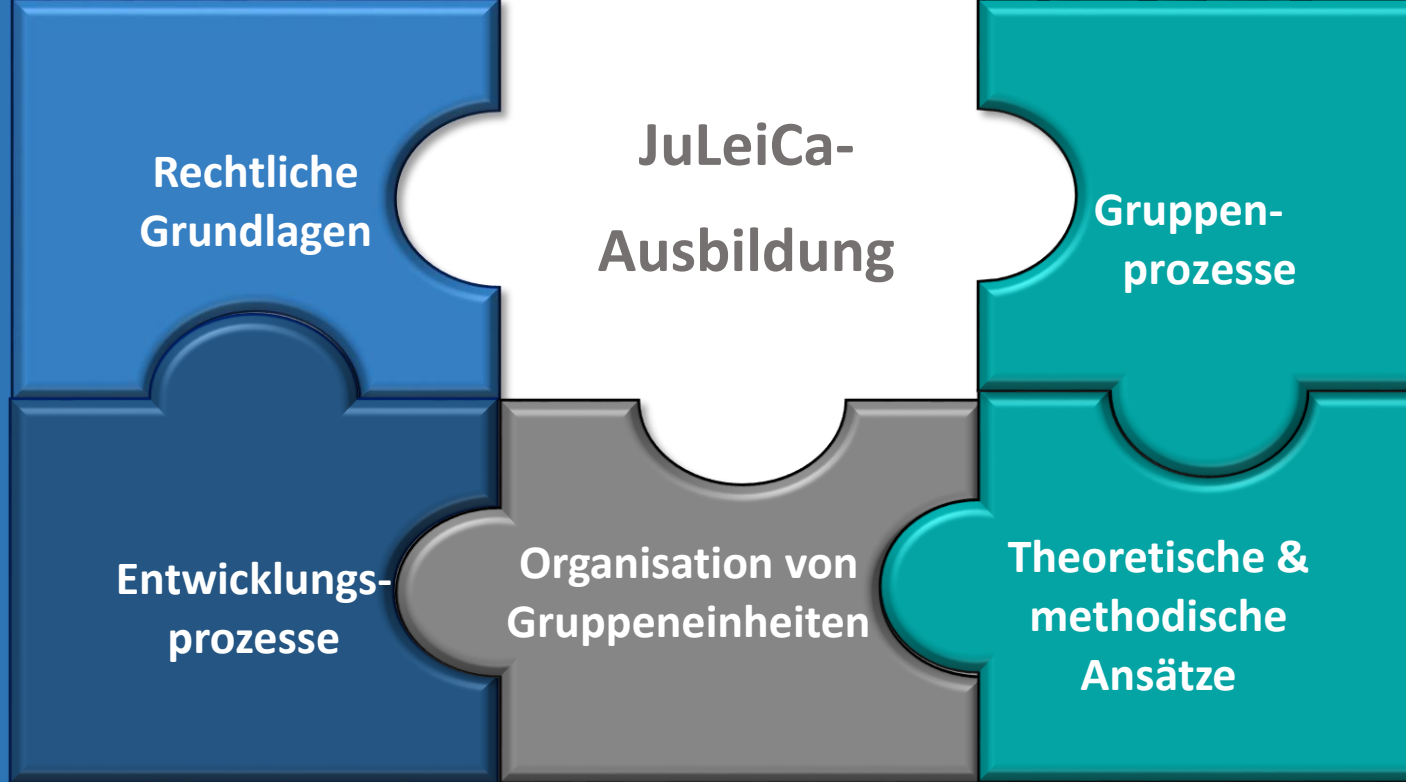 Rechtliche
Grundlagen
JuLeiCa-
Ausbildung
Gruppen-
prozesse
Entwicklungs-
prozesse
Organisation von
Gruppeneinheiten
Theoretische &
methodische
Ansätze